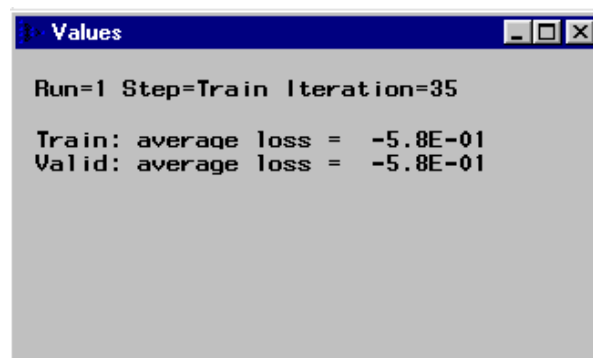 Values
Run=1 Step=Train Iteration=35
Train: average loss = -5.8E-01
Valid: average loss = -5.8E-01